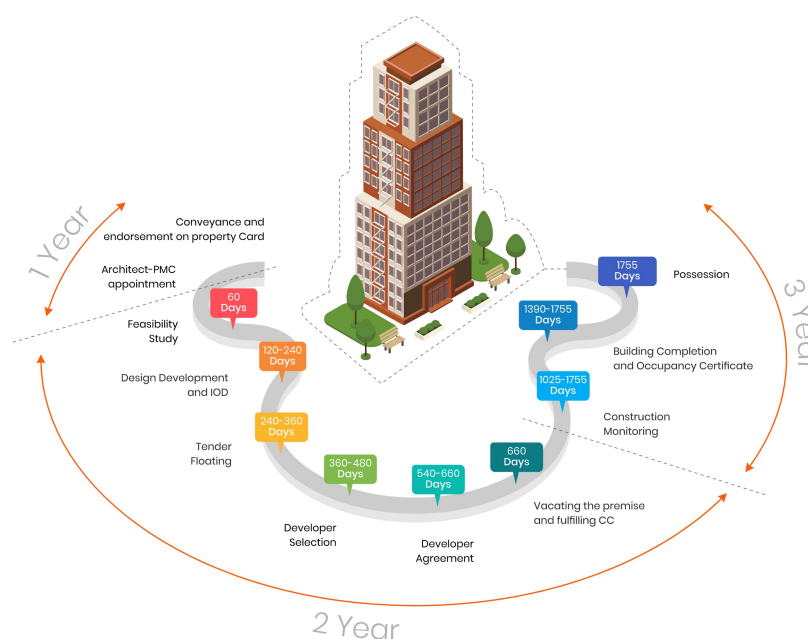 1 Year
Conveyance and
endorsement on property Card
Architect-PMC
appointment
60
Days
Feasibility
Study
120-240
Days
Design Development
and IOD
240-360
Days
Tender
Floating
360-480
Days
Developer
Selection
540-660
Days
Developer
Agreement
660
Days
Vacating the premise
and fulfilling CC
1025-1755
Days
Construction
Monitoring
1390-1755
Days
Building Completion
and Occupancy Certificate
1755
Days
Possession
2 Year
3 Year